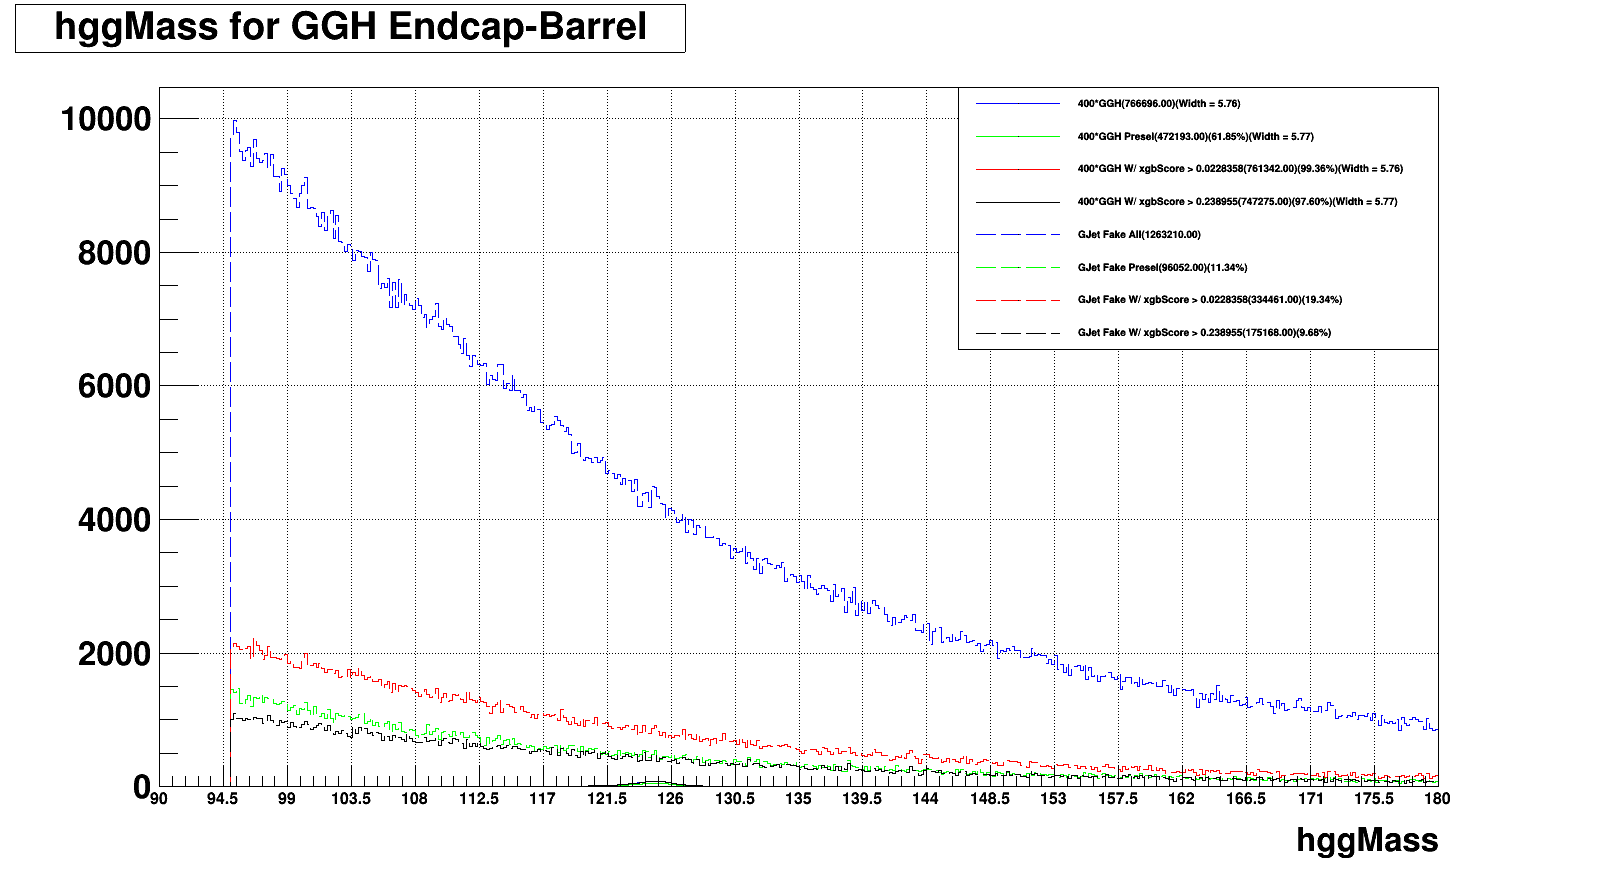 hggMass for GGH Endcap-Barrel
400*GGH(766696.00)(Width = 5.76)
400*GGH Presel(472193.00)(61.85%)(Width = 5.77)
400*GGH W/ xgbScore > 0.0228358(761342.00)(99.36%)(Width = 5.76)
400*GGH W/ xgbScore > 0.238955(747275.00)(97.60%)(Width = 5.77)
GJet Fake All(1263210.00)
GJet Fake Presel(96052.00)(11.34%)
GJet Fake W/ xgbScore > 0.0228358(334461.00)(19.34%)
GJet Fake W/ xgbScore > 0.238955(175168.00)(9.68%)
10000
8000
6000
4000
2000
0
90 94.5 99 103.5 108 112.5 117 121.5 126 130.5 135 139.5 144 148.5 153 157.5 162 166.5 171 175.5 180
hggMass